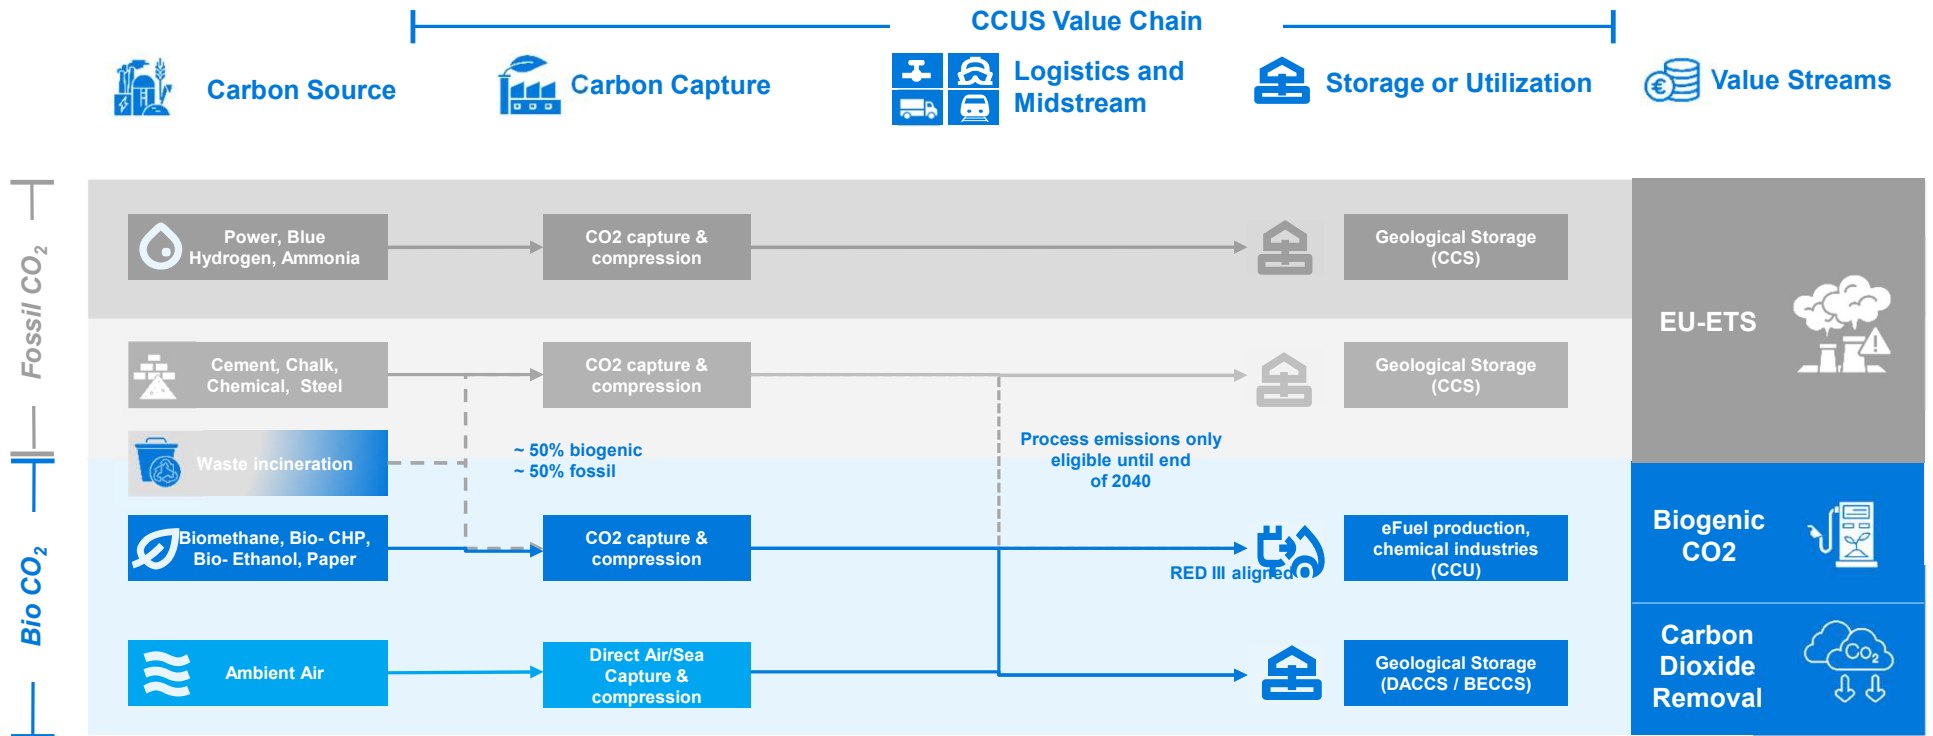 CCUS Value Chain
Carbon Source
Carbon Capture
Logistics and
Midstream
Storage or Utilization
Value Streams
Fossil CO2
Power, Blue
Hydrogen, Ammonia
CO2 capture &
compression
Geological Storage
(CCS)
EU-ETS
Cement, Chalk,
Chemical, Steel
CO2 capture &
compression
Geological Storage
(CCS)
Waste incineration
~ 50% biogenic
~ 50% fossil
Process emissions only
eligible until end
of 2040
Bio CO2
Biomethane, Bio- CHP,
Bio- Ethanol, Paper
CO2 capture &
compression
RED III aligned
eFuel production,
chemical industries
(CCU)
Biogenic
CO2
Ambient Air
Direct Air/Sea
Capture &
compression
Geological Storage
(DACCS / BECCS)
Carbon
Dioxide
Removal
CO2